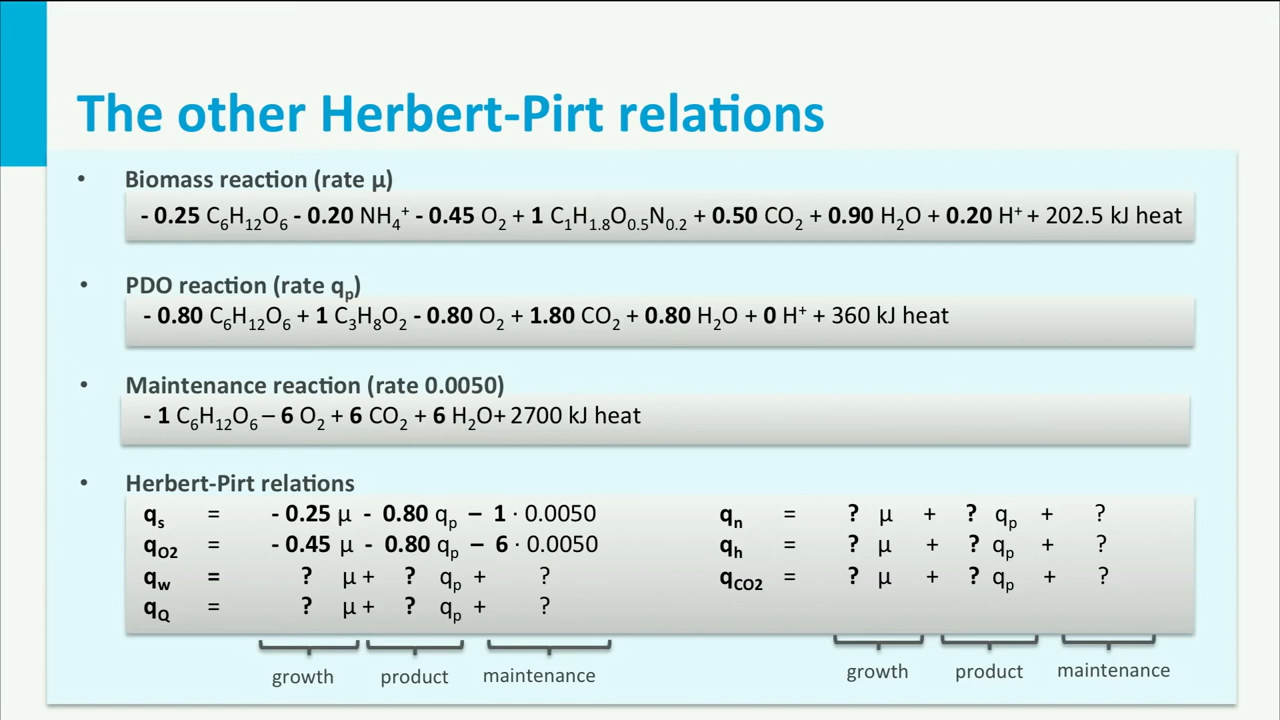 The other Herbert-Pirt relations
• Biomass reaction (rate μ)
- 0.25 C₆H₁₂O₆ - 0.20 NH₄⁺ - 0.45 O₂ + 1 C₁H₁.₈O₀.₅N₀.₂ + 0.50 CO₂ + 0.90 H₂O + 0.20 H⁺ + 202.5 kJ heat
• PDO reaction (rate qₚ)
- 0.80 C₆H₁₂O₆ + 1 C₃H₈O₂ - 0.80 O₂ + 1.80 CO₂ + 0.80 H₂O + 0 H⁺ + 360 kJ heat
• Maintenance reaction (rate 0.0050)
- 1 C₆H₁₂O₆ – 6 O₂ + 6 CO₂ + 6 H₂O+ 2700 kJ heat
• Herbert-Pirt relations
qₛ = - 0.25 μ - 0.80 qₚ – 1 · 0.0050
qO2 = - 0.45 μ - 0.80 qₚ – 6 · 0.0050
qw = ? μ + ? qₚ + ?
qQ = ? μ + ? qₚ + ?
growth product maintenance
qₙ = ? μ + ? qₚ + ?
qₕ = ? μ + ? qₚ + ?
qCO2 = ? μ + ? qₚ + ?
growth product maintenance